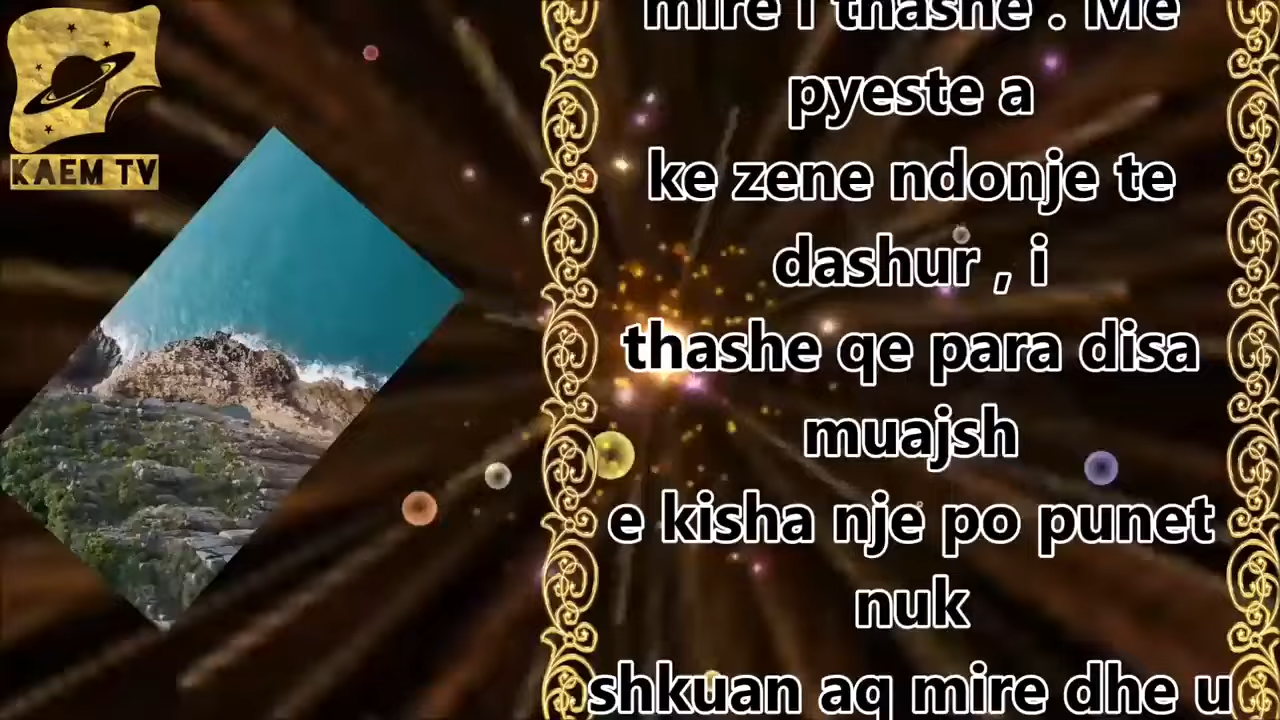 KAEM TV
mire i thashe . Me
pyeste a
ke zene ndonje te
dashur , i
thashe qe para disa
muajsh
e kisha nje po punet
nuk
shkuan aq mire dhe u